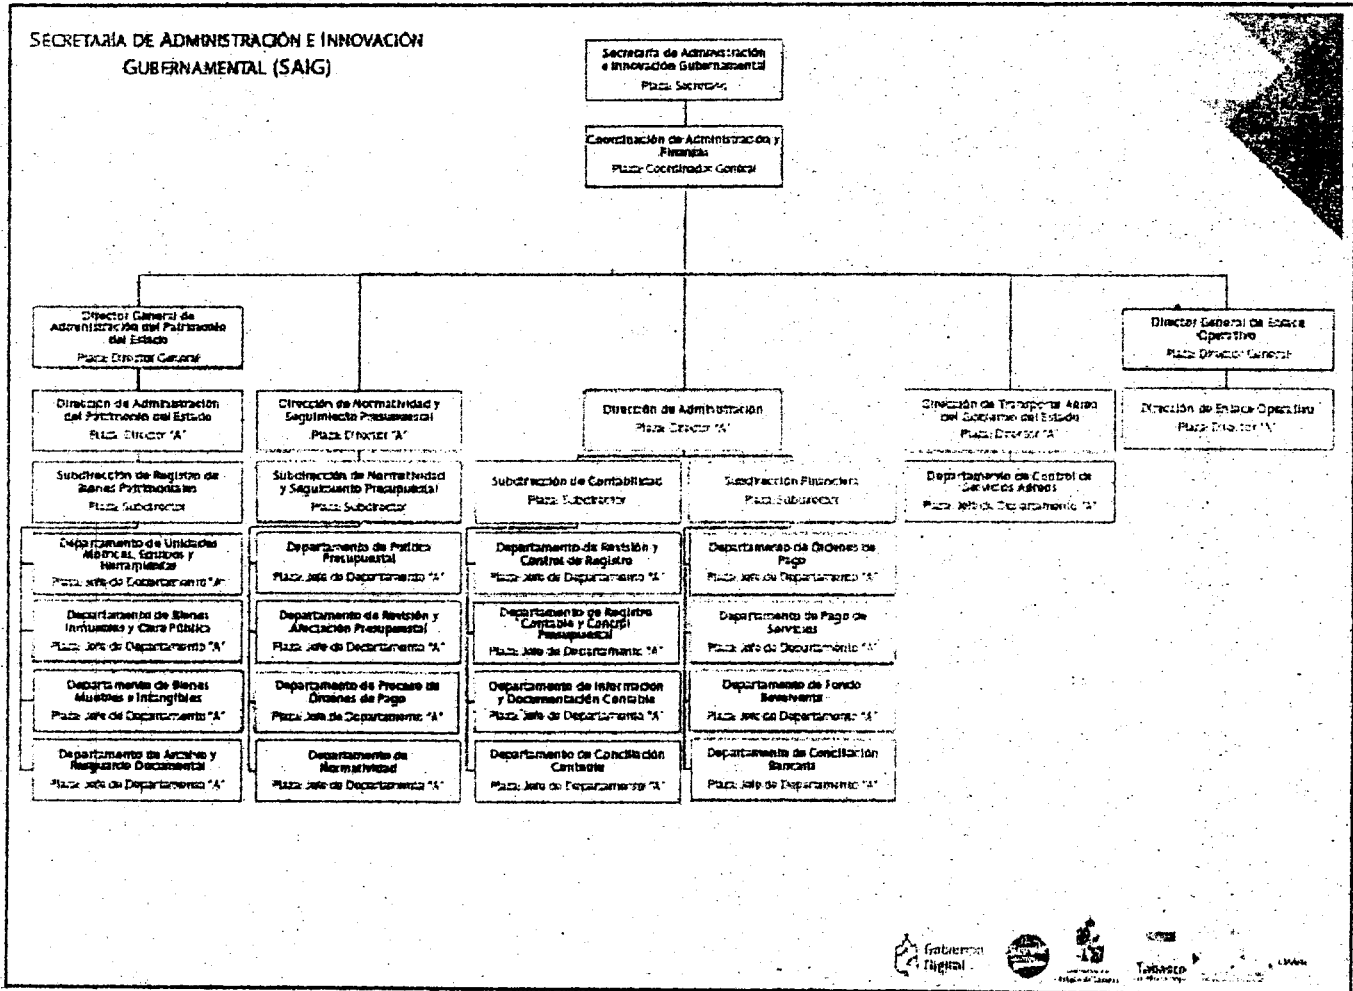 SECRETARÍA DE ADMINISTRACIÓN E INNOVACIÓN
GUBERNAMENTAL (SAIG)
Secretaría de Administración
e Innovación Gubernamental
Plaza: Secretario
Coordinación de Administración y
Finanzas
Plaza: Coordinador General
Director General de
Administración del Patrimonio
del Estado
Plaza: Director General
Director General de Enlace
Operativo
Plaza: Director General
Dirección de Administración
del Patrimonio del Estado
Plaza: Director "A"
Dirección de Normatividad y
Seguimiento Presupuestal
Plaza: Director "A"
Dirección de Administración
Plaza: Director "A"
Dirección de Transporte Aéreo
del Gobierno del Estado
Plaza: Director "A"
Dirección de Enlace Operativo
Plaza: Director "A"
Subdirección de Registro de
Bienes Patrimoniales
Plaza: Subdirector
Subdirección de Normatividad
y Seguimiento Presupuestal
Plaza: Subdirector
Subdirección de Contabilidad
Plaza: Subdirector
Subdirección Financiera
Plaza: Subdirector
Departamento de Control de
Servicios Aéreos
Plaza: Jefe de Departamento "A"
Departamento de Unidades
Motrices, Equipos y
Herramientas
Plaza: Jefe de Departamento "A"
Departamento de Política
Presupuestal
Plaza: Jefe de Departamento "A"
Departamento de Revisión y
Control de Registro
Plaza: Jefe de Departamento "A"
Departamento de Órdenes de
Pago
Plaza: Jefe de Departamento "A"
Departamento de Bienes
Inmuebles y Obra Pública
Plaza: Jefe de Departamento "A"
Departamento de Revisión y
Afectación Presupuestal
Plaza: Jefe de Departamento "A"
Departamento de Registro
Contable y Control
Presupuestal
Plaza: Jefe de Departamento "A"
Departamento de Pago de
Servicios
Plaza: Jefe de Departamento "A"
Departamento de Bienes
Muebles e Intangibles
Plaza: Jefe de Departamento "A"
Departamento de Proceso de
Órdenes de Pago
Plaza: Jefe de Departamento "A"
Departamento de Información
y Documentación Contable
Plaza: Jefe de Departamento "A"
Departamento de Fondo
Revolvente
Plaza: Jefe de Departamento "A"
Departamento de Archivo y
Resguardo Documental
Plaza: Jefe de Departamento "A"
Departamento de
Normatividad
Plaza: Jefe de Departamento "A"
Departamento de Conciliación
Contable
Plaza: Jefe de Departamento "A"
Departamento de Conciliación
Bancaria
Plaza: Jefe de Departamento "A"
Gobierno
Digital
Tabasco